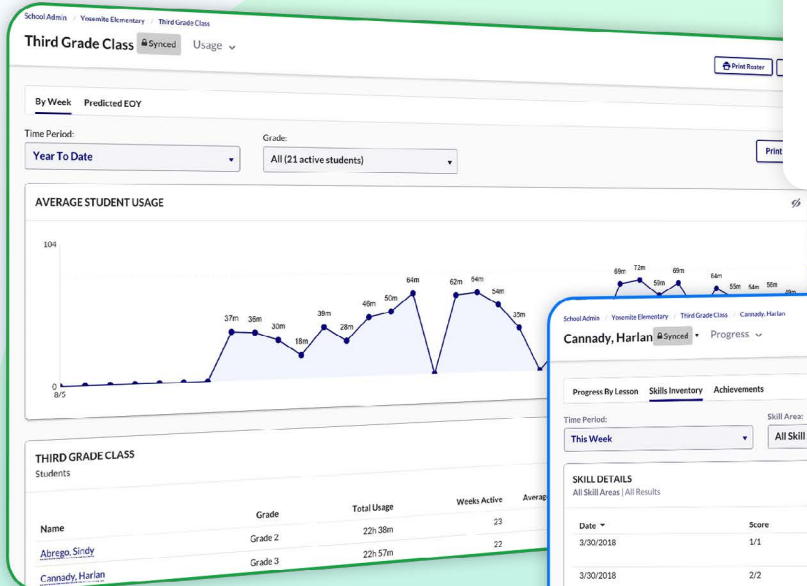 School Admin / Yosemite Elementary / Third Grade Class
Third Grade Class Synced Usage
Print Roster
By Week Predicted EOY
Time Period:
Grade:
Year To Date
All (21 active students)
Print
AVERAGE STUDENT USAGE
104
37m 36m 30m 18m 39m 28m 46m 50m 64m 62m 64m 54m 35m 69m 72m 59m 69m 64m 55m 54m 56m
0
8/5
THIRD GRADE CLASS
Students
Name Grade Total Usage Weeks Active Average
Abrego, Sindy Grade 2 22h 38m 23
Cannady, Harlan Grade 3 22h 57m 22
School Admin / Yosemite Elementary / Third Grade Class / Cannady, Harlan
Cannady, Harlan Synced Progress
Progress By Lesson Skills Inventory Achievements
Time Period:
Skill Area:
This Week
All Skill
SKILL DETAILS
All Skill Areas | All Results
Date Score
3/30/2018 1/1
3/30/2018 2/2